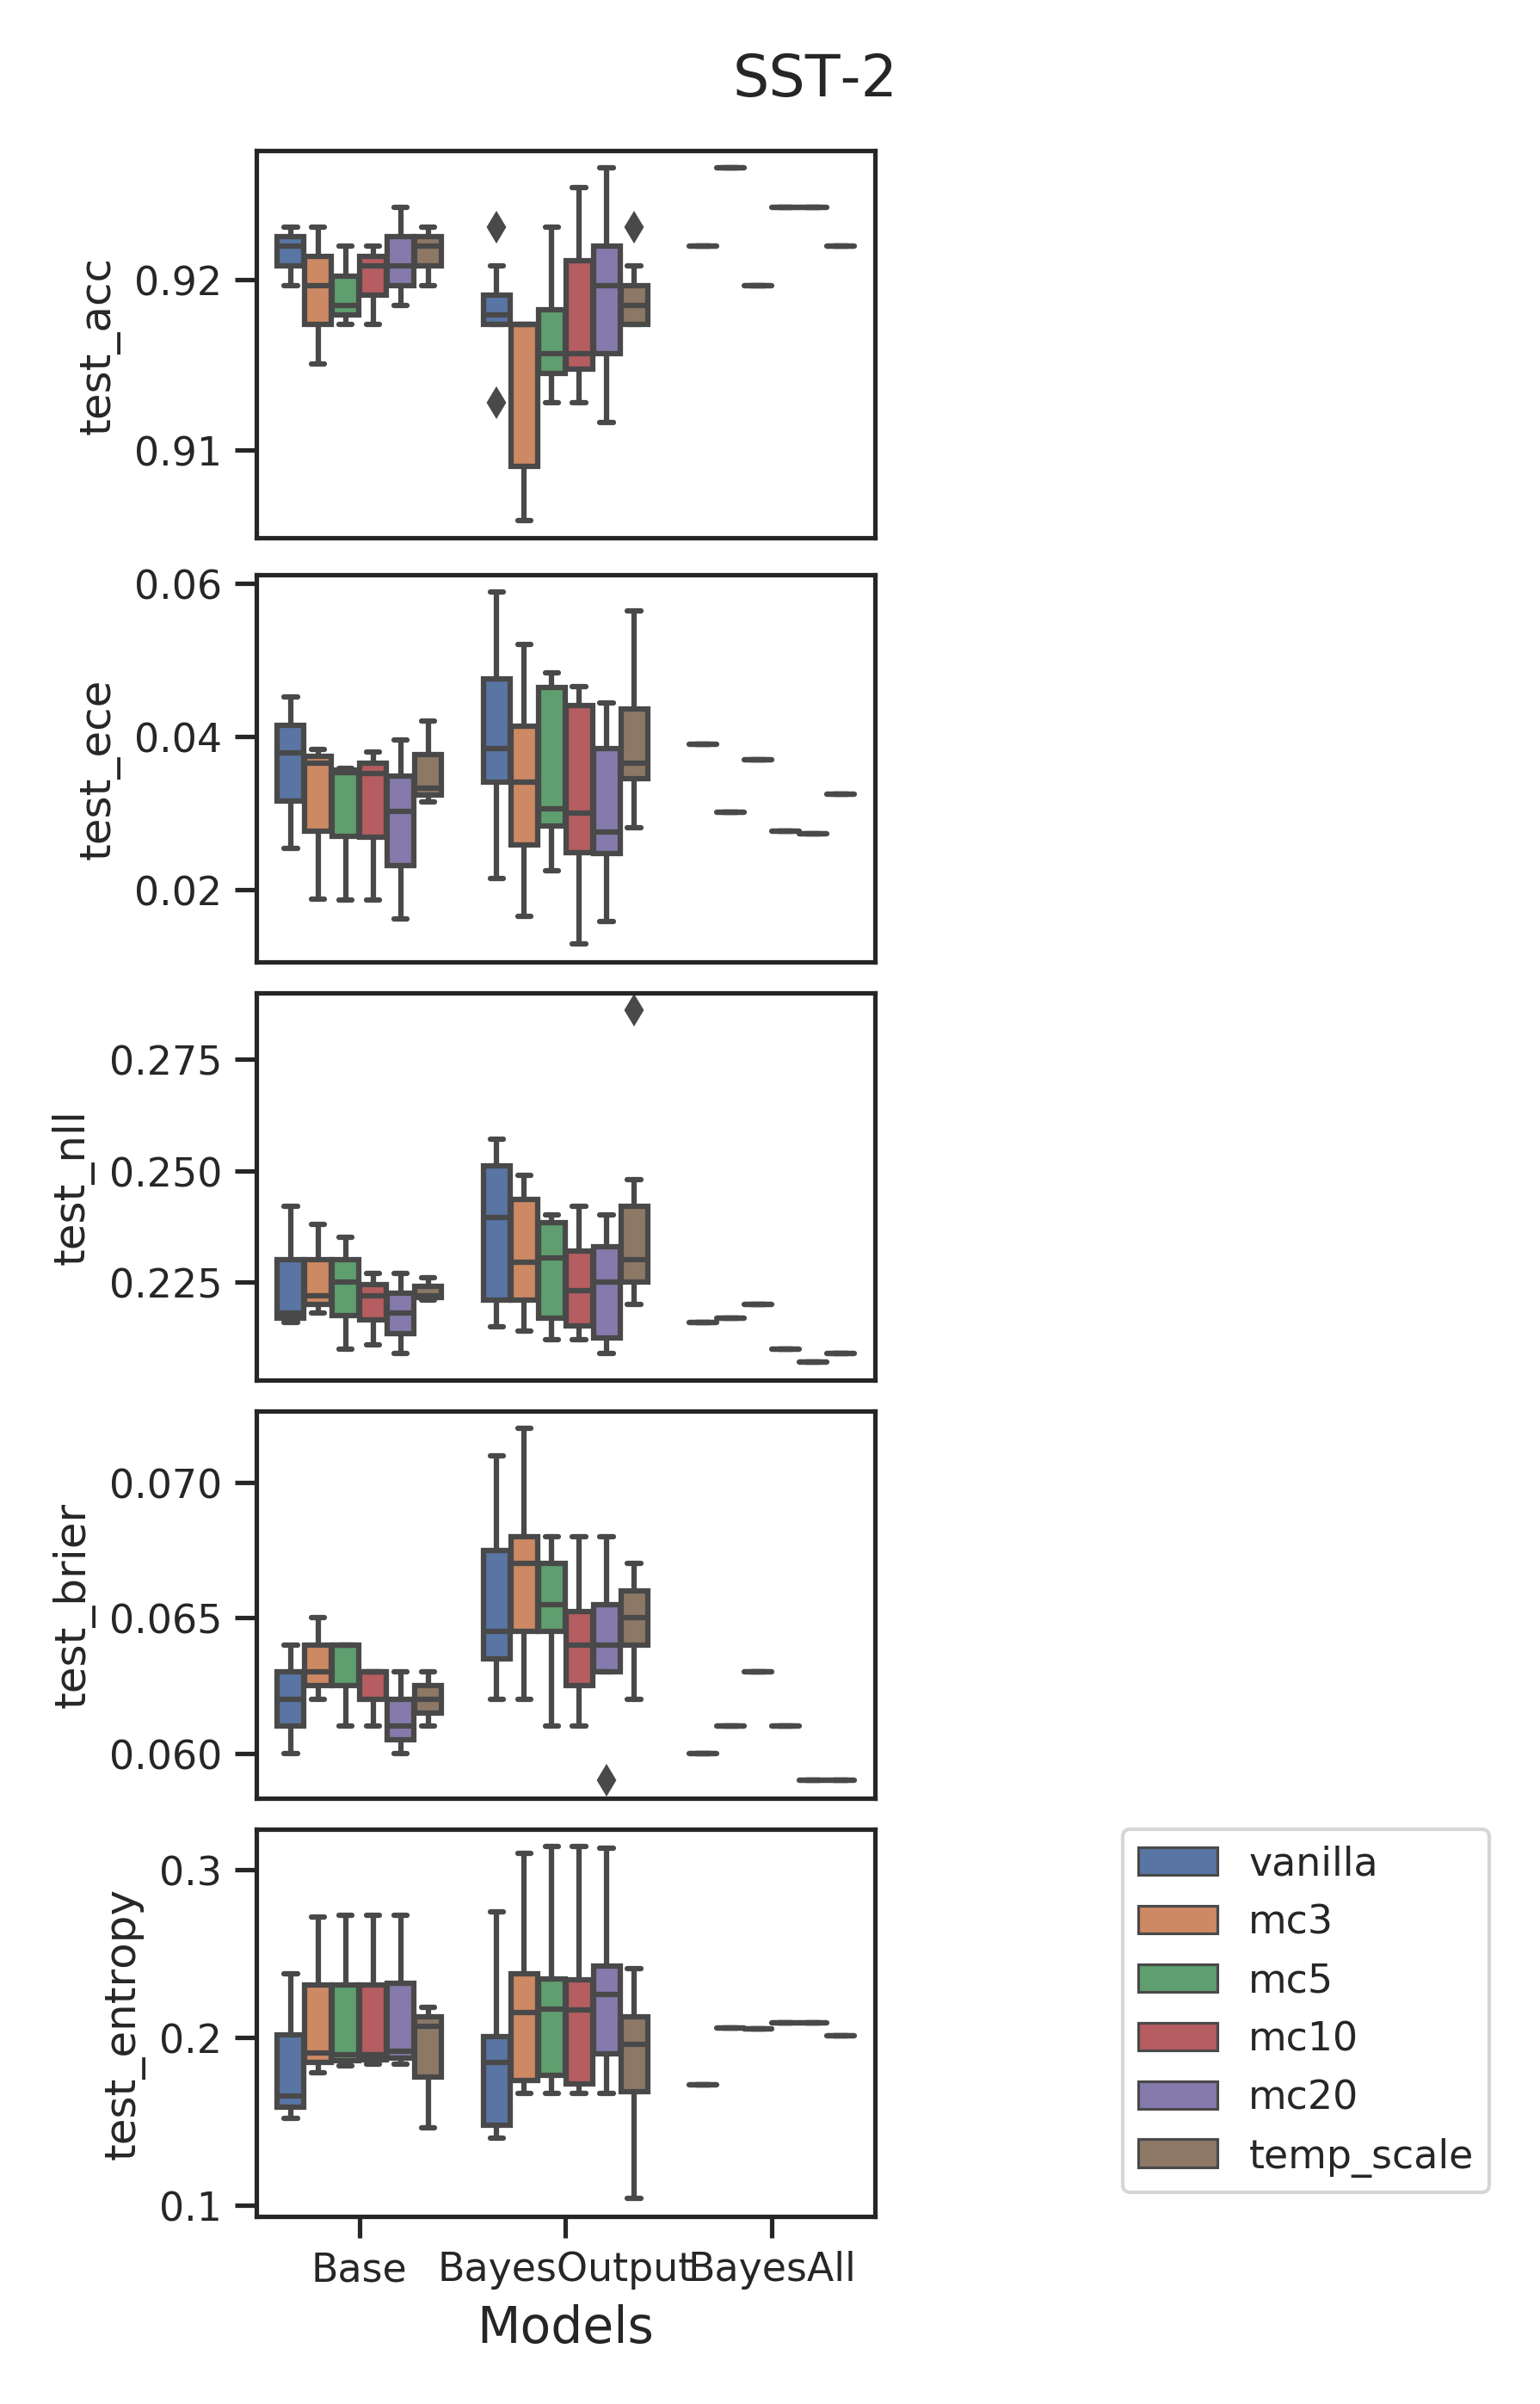 SST-2
test_acc
0.92
0.91
test_ece
0.06
0.04
0.02
test_nll
0.275
0.250
0.225
test_brier
0.070
0.065
0.060
test_entropy
0.3
0.2
0.1
Base
BayesOutput
BayesAll
Models
vanilla
mc3
mc5
mc10
mc20
temp_scale